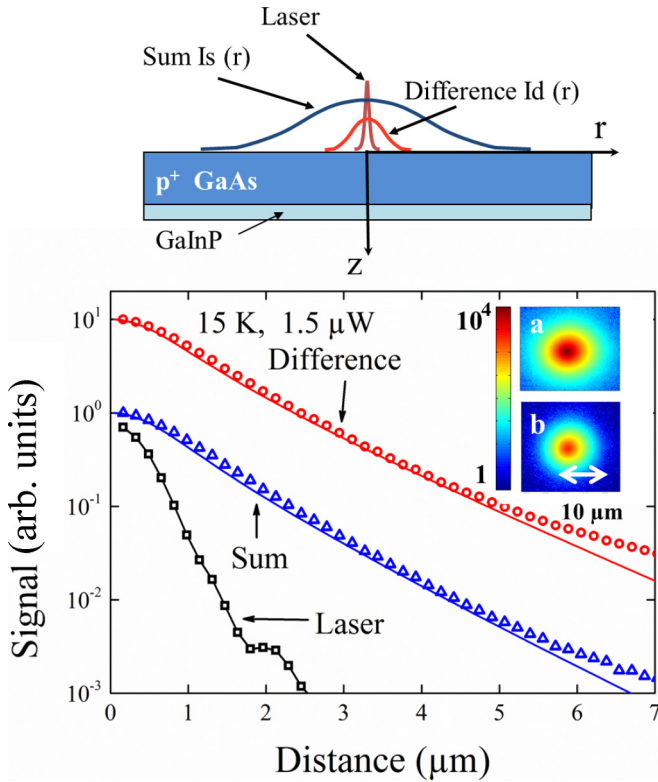 Laser
Sum Is (r)
Difference Id (r)
r
p⁺ GaAs
GaInP
z
Signal (arb. units)
10¹
10⁰
10⁻¹
10⁻²
10⁻³
15 K, 1.5 µW
Difference
Sum
Laser
10⁴
1
a
b
10 µm
0 1 2 3 4 5 6 7
Distance (µm)